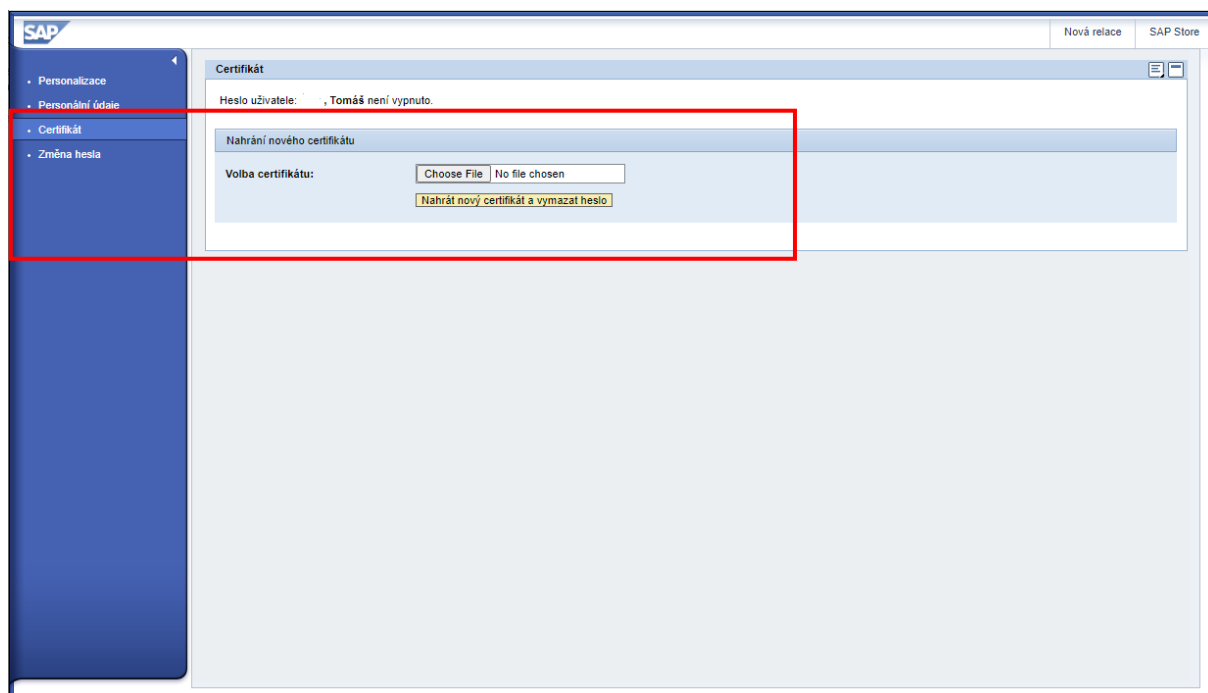 SAP
Nová relace
SAP Store
Personalizace
Personální údaje
Certifikát
Změna hesla
Certifikát
Heslo uživatele: , Tomáš není vypnuto.
Nahrání nového certifikátu
Volba certifikátu:
Choose File No file chosen
Nahrát nový certifikát a vymazat heslo